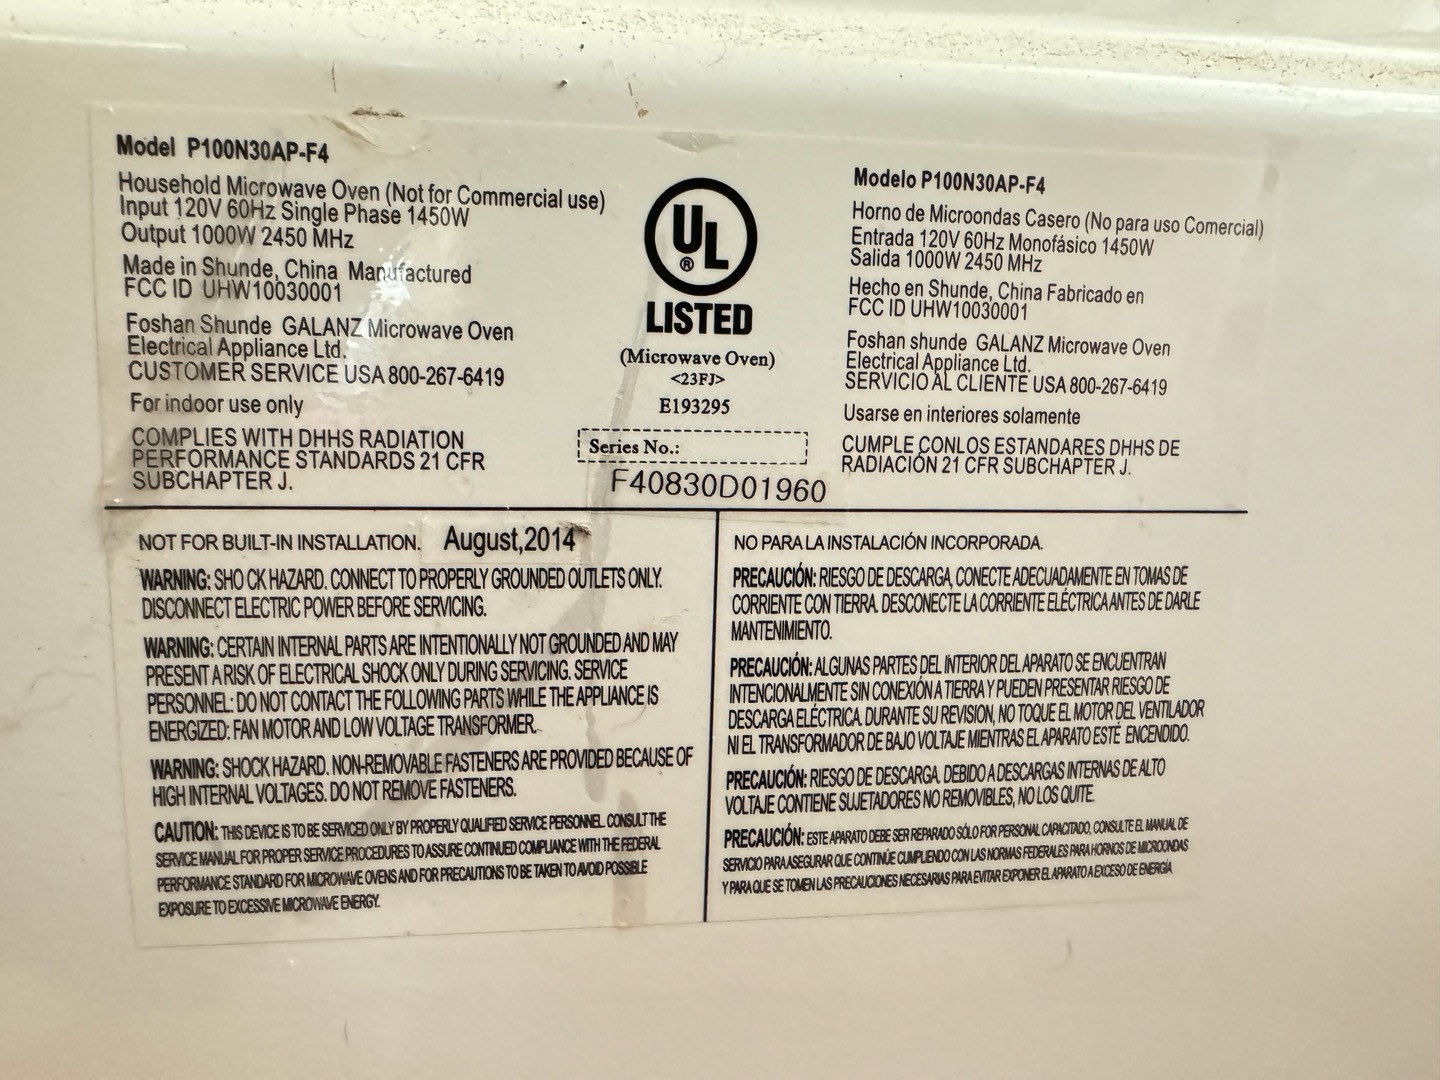 Model P100N30AP-F4
Household Microwave Oven (Not for Commercial use)
Input 120V 60Hz Single Phase 1450W
Output 1000W 2450 MHz
Made in Shunde, China Manufactured
FCC ID UHW10030001
Foshan Shunde GALANZ Microwave Oven
Electrical Appliance Ltd.
CUSTOMER SERVICE USA 800-267-6419
For indoor use only
COMPLIES WITH DHHS RADIATION
PERFORMANCE STANDARDS 21 CFR
SUBCHAPTER J.
UL
®
LISTED
(Microwave Oven)
<23FJ>
E193295
Series No.:
F40830D01960
Modelo P100N30AP-F4
Horno de Microondas Casero (No para uso Comercial)
Entrada 120V 60Hz Monofásico 1450W
Salida 1000W 2450 MHz
Hecho en Shunde, China Fabricado en
FCC ID UHW10030001
Foshan shunde GALANZ Microwave Oven
Electrical Appliance Ltd.
SERVICIO AL CLIENTE USA 800-267-6419
Usarse en interiores solamente
CUMPLE CONLOS ESTANDARES DHHS DE
RADIACIÓN 21 CFR SUBCHAPTER J.
NOT FOR BUILT-IN INSTALLATION. August,2014
WARNING: SHO CK HAZARD. CONNECT TO PROPERLY GROUNDED OUTLETS ONLY.
DISCONNECT ELECTRIC POWER BEFORE SERVICING.
WARNING: CERTAIN INTERNAL PARTS ARE INTENTIONALLY NOT GROUNDED AND MAY
PRESENT A RISK OF ELECTRICAL SHOCK ONLY DURING SERVICING. SERVICE
PERSONNEL: DO NOT CONTACT THE FOLLOWING PARTS WHILE THE APPLIANCE IS
ENERGIZED: FAN MOTOR AND LOW VOLTAGE TRANSFORMER.
WARNING: SHOCK HAZARD. NON-REMOVABLE FASTENERS ARE PROVIDED BECAUSE OF
HIGH INTERNAL VOLTAGES. DO NOT REMOVE FASTENERS.
CAUTION: THIS DEVICE IS TO BE SERVICED ONLY BY PROPERLY QUALIFIED SERVICE PERSONNEL. CONSULT THE
SERVICE MANUAL FOR PROPER SERVICE PROCEDURES TO ASSURE CONTINUED COMPLIANCE WITH THE FEDERAL
PERFORMANCE STANDARD FOR MICROWAVE OVENS AND FOR PRECAUTIONS TO BE TAKEN TO AVOID POSSIBLE
EXPOSURE TO EXCESSIVE MICROWAVE ENERGY.
NO PARA LA INSTALACIÓN INCORPORADA.
PRECAUCIÓN: RIESGO DE DESCARGA, CONECTE ADECUADAMENTE EN TOMAS DE
CORRIENTE CON TIERRA. DESCONECTE LA CORRIENTE ELÉCTRICA ANTES DE DARLE
MANTENIMIENTO.
PRECAUCIÓN: ALGUNAS PARTES DEL INTERIOR DEL APARATO SE ENCUENTRAN
INTENCIONALMENTE SIN CONEXIÓN A TIERRA Y PUEDEN PRESENTAR RIESGO DE
DESCARGA ELÉCTRICA. DURANTE SU REVISION, NO TOQUE EL MOTOR DEL VENTILADOR
NI EL TRANSFORMADOR DE BAJO VOLTAJE MIENTRAS EL APARATO ESTÉ ENCENDIDO.
PRECAUCIÓN: RIESGO DE DESCARGA. DEBIDO A DESCARGAS INTERNAS DE ALTO
VOLTAJE CONTIENE SUJETADORES NO REMOVIBLES, NO LOS QUITE.
PRECAUCIÓN: ESTE APARATO DEBE SER REPARADO SÓLO FOR PERSONAL CAPACITADO, CONSULTE EL MANUAL DE
SERVICIO PARA ASEGURAR QUE CONTINÚE CUMPLIENDO CON LAS NORMAS FEDERALES PARA HORNOS DE MICROONDAS
Y PARA QUE SE TOMEN LAS PRECAUCIONES NECESARIAS PARA EVITAR EXPONER EL APARATO A EXCESO DE ENERGÍA